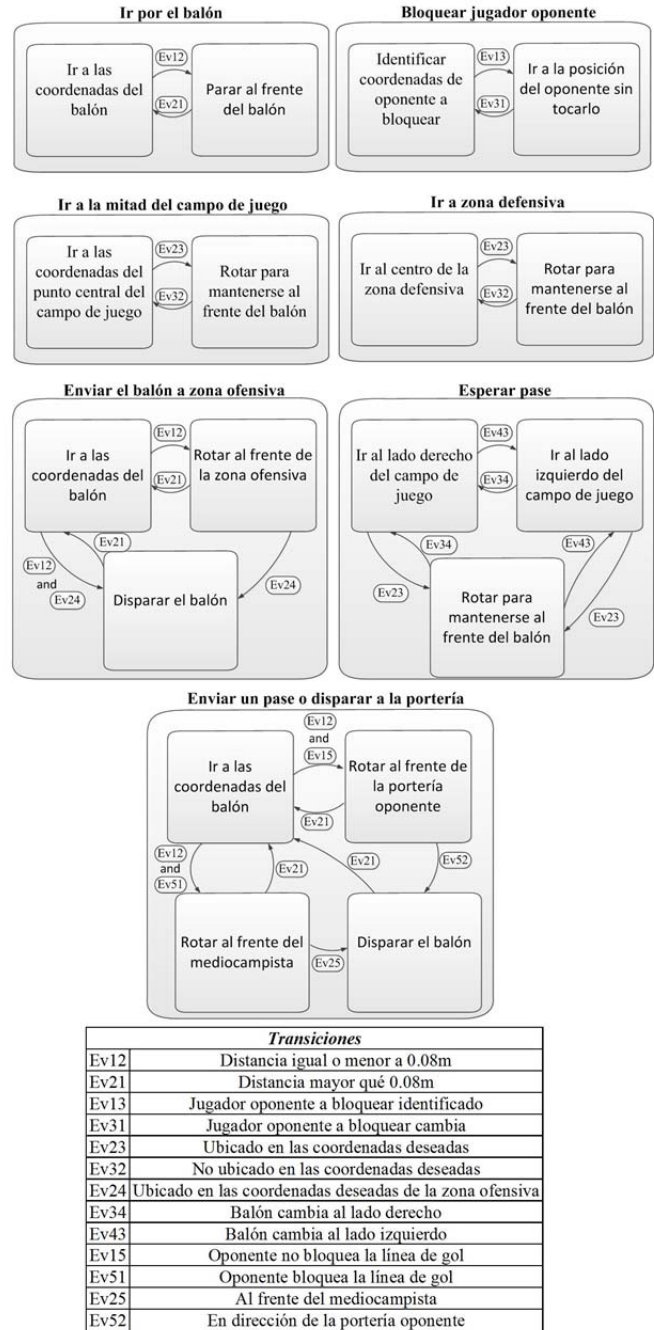 Ir por el balón
Ir a las
coordenadas del
balón
Ev12
Ev21
Parar al frente
del balón
Bloquear jugador oponente
Identificar
coordenadas de
oponente a
bloquear
Ev13
Ev31
Ir a la posición
del oponente sin
tocarlo
Ir a la mitad del campo de juego
Ir a las
coordenadas del
punto central del
campo de juego
Ev23
Ev32
Rotar para
mantenerse al
frente del balón
Ir a zona defensiva
Ir al centro de la
zona defensiva
Ev23
Ev32
Rotar para
mantenerse al
frente del balón
Enviar el balón a zona ofensiva
Ir a las
coordenadas del
balón
Ev12
Ev21
Rotar al frente de
la zona ofensiva
Ev21
Ev12
and
Ev24
Disparar el balón
Ev24
Esperar pase
Ir al lado derecho
del campo de
juego
Ev43
Ev34
Ir al lado
izquierdo del
campo de juego
Ev34
Ev43
Ev23
Rotar para
mantenerse al
frente del balón
Ev23
Enviar un pase o disparar a la portería
Ir a las
coordenadas del
balón
Ev12
and
Ev15
Ev21
Rotar al frente de
la portería
oponente
Ev12
and
Ev51
Ev21
Ev21
Ev52
Rotar al frente del
mediocampista
Ev25
Disparar el balón
Transiciones
Ev12 Distancia igual o menor a 0.08m
Ev21 Distancia mayor qué 0.08m
Ev13 Jugador oponente a bloquear identificado
Ev31 Jugador oponente a bloquear cambia
Ev23 Ubicado en las coordenadas deseadas
Ev32 No ubicado en las coordenadas deseadas
Ev24 Ubicado en las coordenadas deseadas de la zona ofensiva
Ev34 Balón cambia al lado derecho
Ev43 Balón cambia al lado izquierdo
Ev15 Oponente no bloquea la línea de gol
Ev51 Oponente bloquea la línea de gol
Ev25 Al frente del mediocampista
Ev52 En dirección de la portería oponente